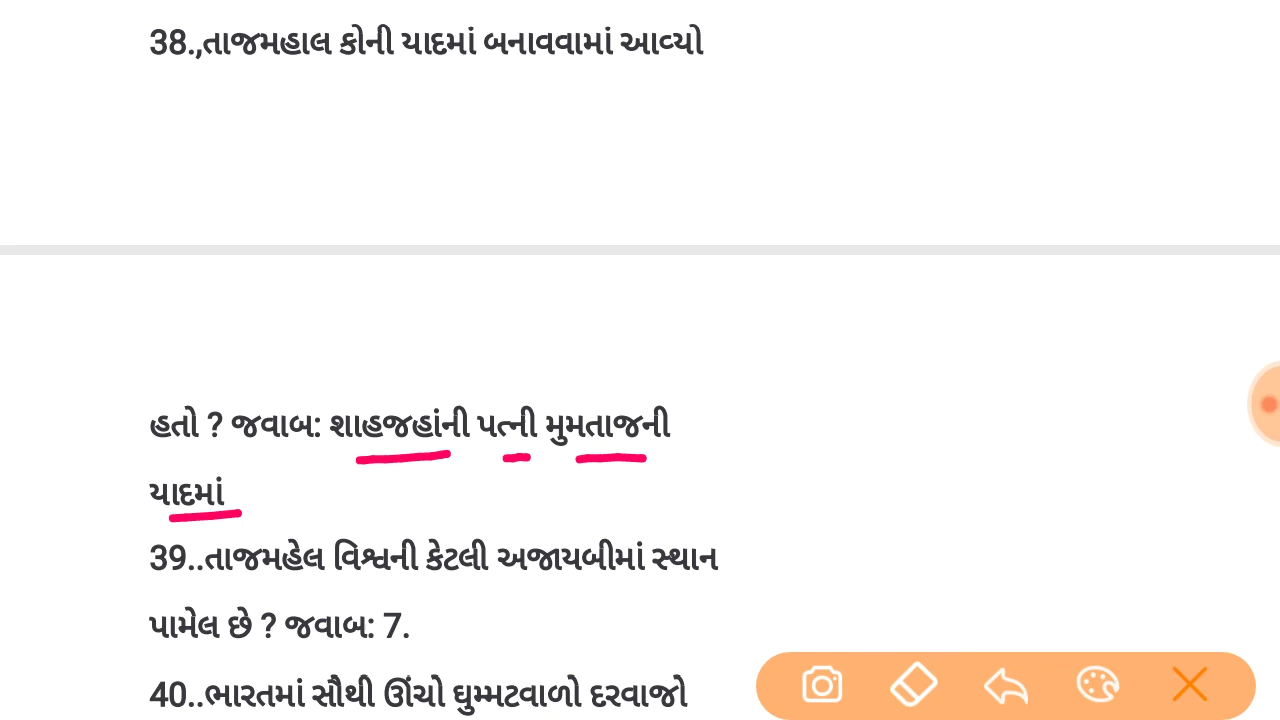 38.,તાજમહાલ કોની યાદમાં બનાવવામાં આવ્યો
હતો ? જવાબ: શાહજહાંની પત્ની મુમતાજની
યાદમાં
39..તાજમહેલ વિશ્વની કેટલી અજાયબીમાં સ્થાન
પામેલ છે ? જવાબ: 7.
40..ભારતમાં સૌથી ઊંચો ઘુમ્મટવાળો દરવાજો